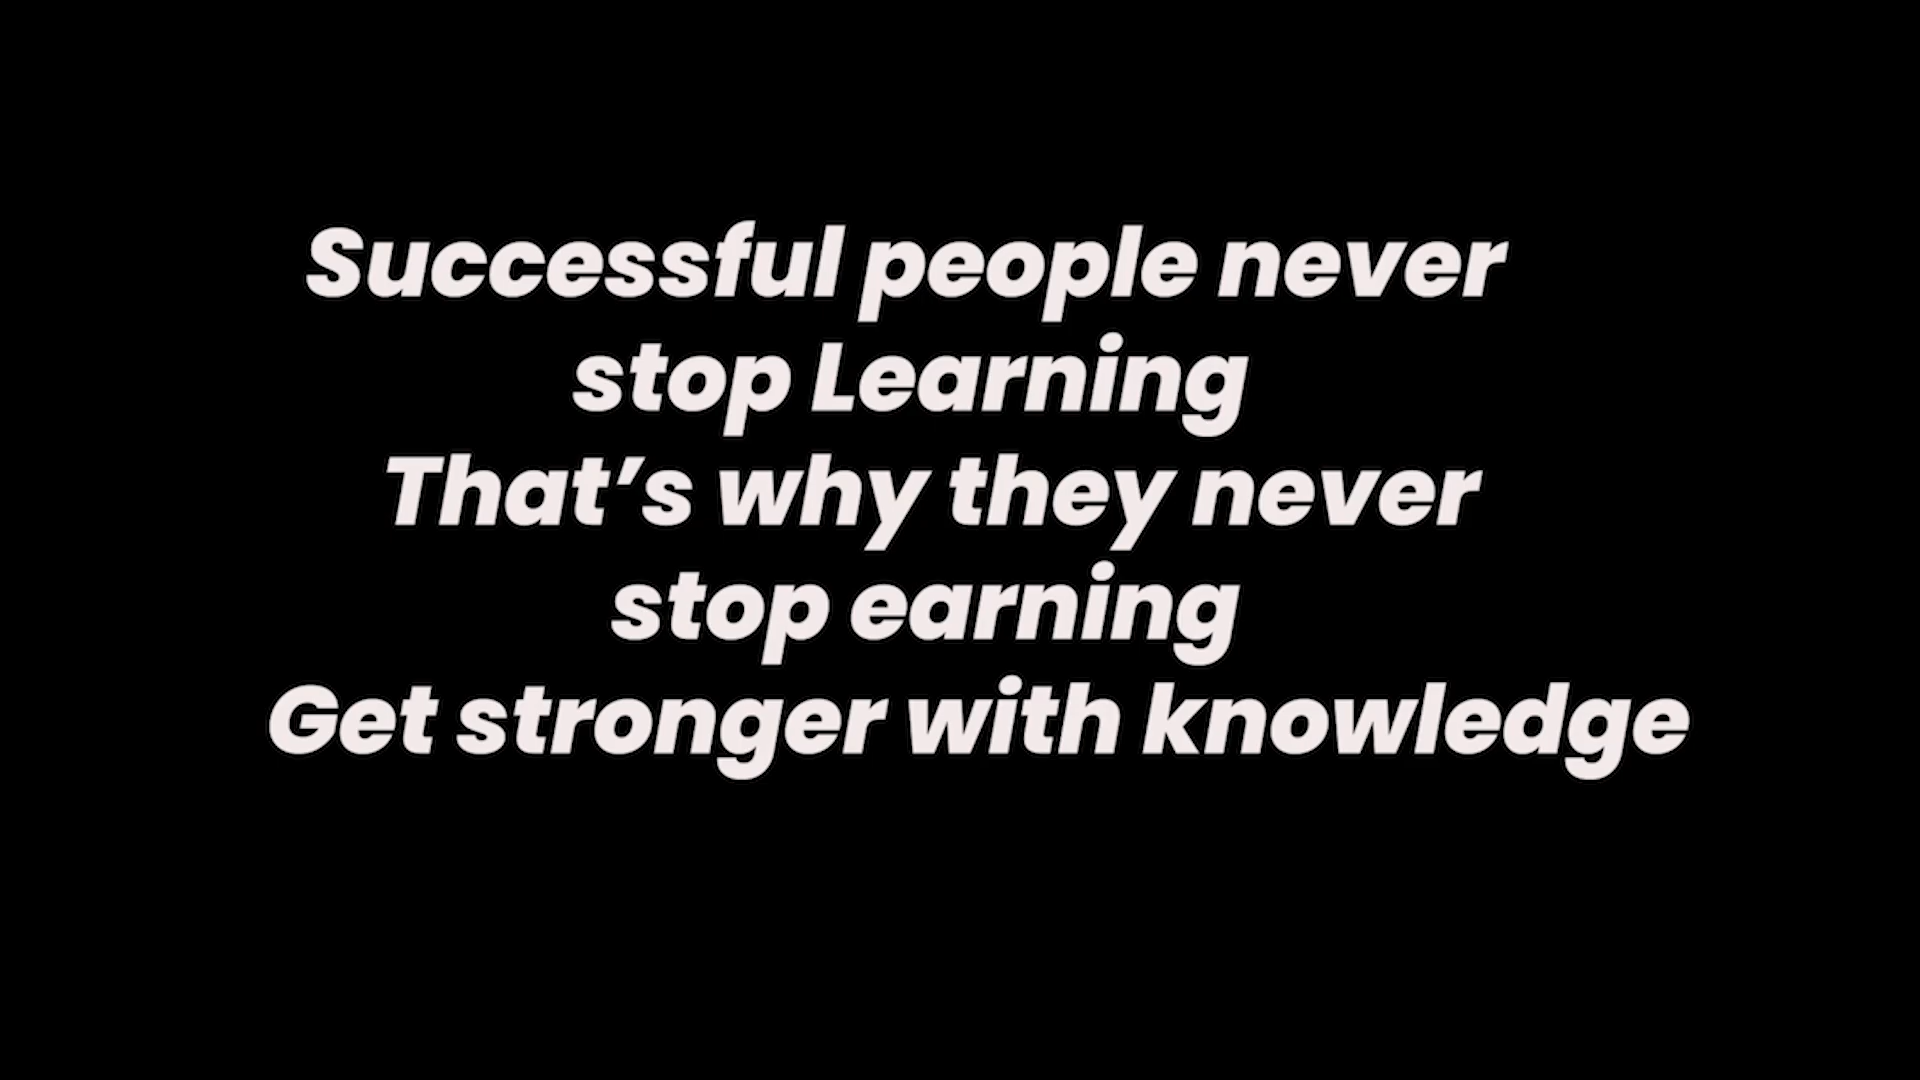 Successful people never
stop Learning
That’s why they never
stop earning
Get stronger with knowledge